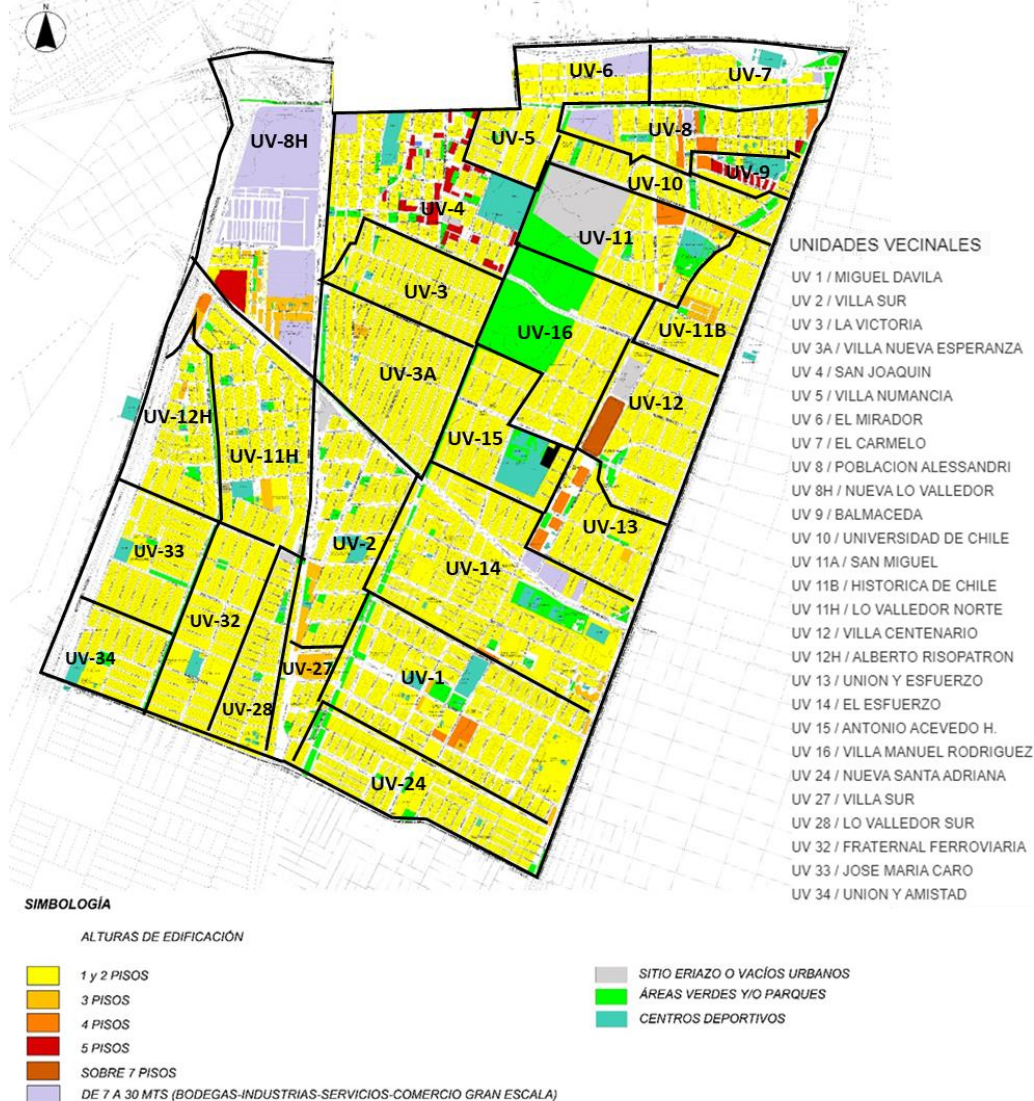 N
UV-6
UV-7
UV-8H
UV-5
UV-8
UV-9
UV-10
UV-4
UV-11
UV-3
UV-16
UV-11B
UV-3A
UV-12
UV-12H
UV-15
UV-11H
UV-13
UV-33
UV-2
UV-14
UV-32
UV-34
UV-27
UV-1
UV-28
UV-24
UNIDADES VECINALES
UV 1 / MIGUEL DAVILA
UV 2 / VILLA SUR
UV 3 / LA VICTORIA
UV 3A / VILLA NUEVA ESPERANZA
UV 4 / SAN JOAQUIN
UV 5 / VILLA NUMANCIA
UV 6 / EL MIRADOR
UV 7 / EL CARMELO
UV 8 / POBLACION ALESSANDRI
UV 8H / NUEVA LO VALLEDOR
UV 9 / BALMACEDA
UV 10 / UNIVERSIDAD DE CHILE
UV 11A / SAN MIGUEL
UV 11B / HISTORICA DE CHILE
UV 11H / LO VALLEDOR NORTE
UV 12 / VILLA CENTENARIO
UV 12H / ALBERTO RISOPATRON
UV 13 / UNION Y ESFUERZO
UV 14 / EL ESFUERZO
UV 15 / ANTONIO ACEVEDO H.
UV 16 / VILLA MANUEL RODRIGUEZ
UV 24 / NUEVA SANTA ADRIANA
UV 27 / VILLA SUR
UV 28 / LO VALLEDOR SUR
UV 32 / FRATERNAL FERROVIARIA
UV 33 / JOSE MARIA CARO
UV 34 / UNION Y AMISTAD
SIMBOLOGÍA
ALTURAS DE EDIFICACIÓN
1 y 2 PISOS
3 PISOS
4 PISOS
5 PISOS
SOBRE 7 PISOS
DE 7 A 30 MTS (BODEGAS-INDUSTRIAS-SERVICIOS-COMERCIO GRAN ESCALA)
SITIO ERIAZO O VACÍOS URBANOS
ÁREAS VERDES Y/O PARQUES
CENTROS DEPORTIVOS